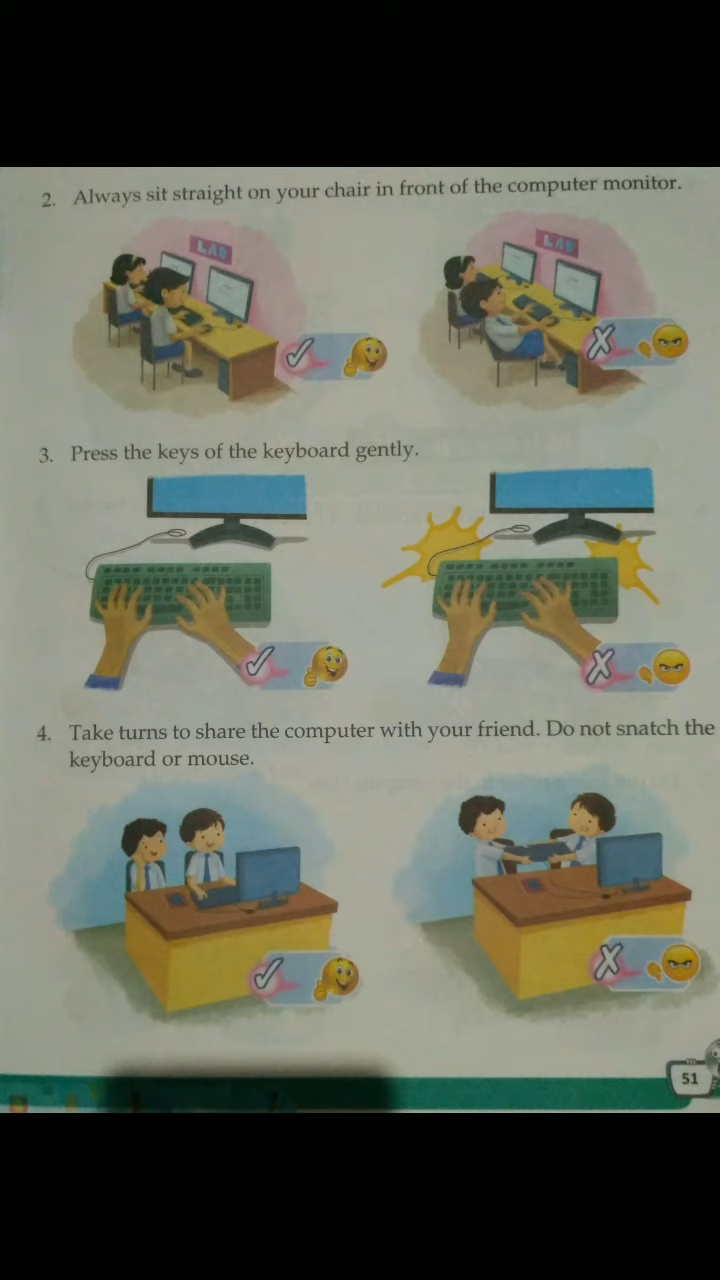 2. Always sit straight on your chair in front of the computer monitor.
LAB
LAB
3. Press the keys of the keyboard gently.
4. Take turns to share the computer with your friend. Do not snatch the
keyboard or mouse.
51